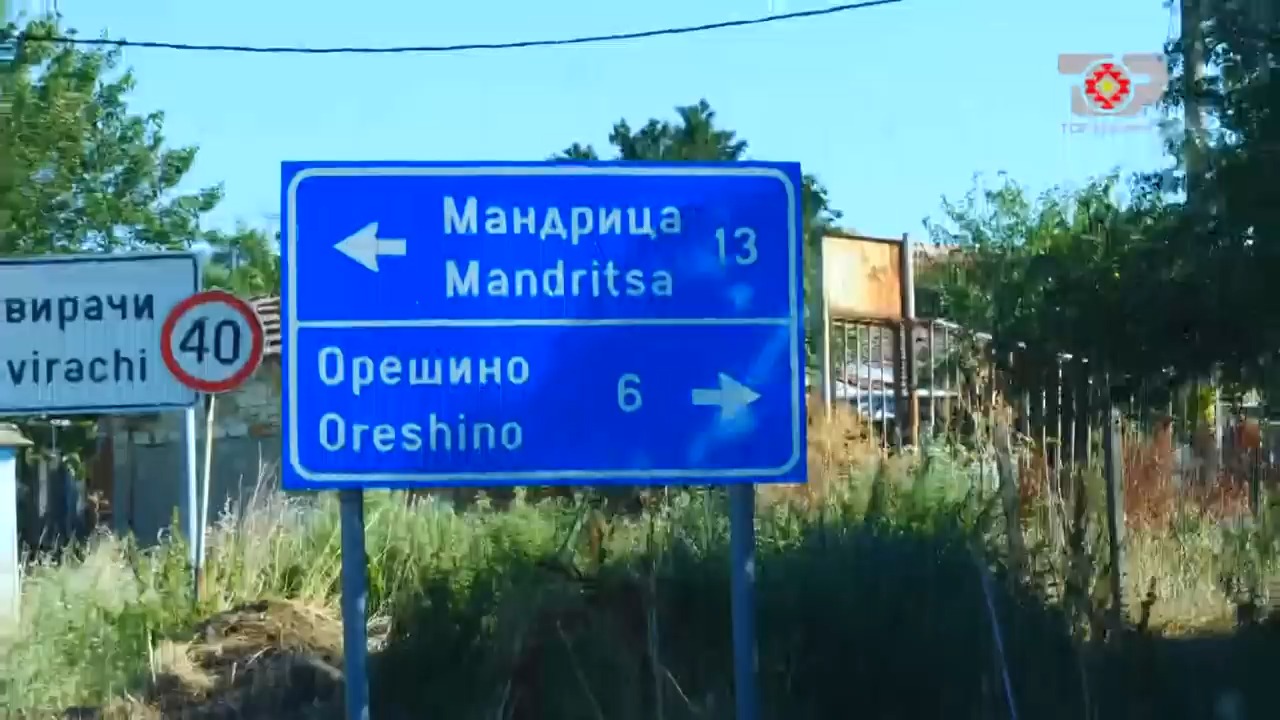 Мандрица
Mandritsa
13
Орешино
Oreshino
6
вирачи
virachi
40